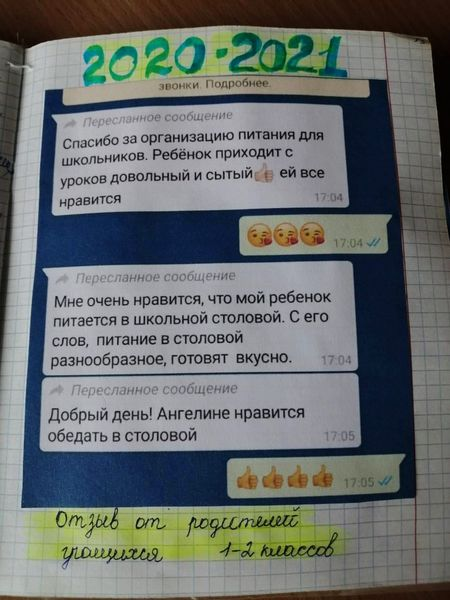 2020-2021
звонки. Подробнее.
Пересланное сообщение
Спасибо за организацию питания для
школьников. Ребёнок приходит с
уроков довольный и сытый👍 ей все
нравится 17:04
😘😘😘 17:04
Пересланное сообщение
Мне очень нравится, что мой ребенок
питается в школьной столовой. С его
слов, питание в столовой
разнообразное, готовят вкусно. 17:04
Пересланное сообщение
Добрый день! Ангелине нравится
обедать в столовой 17:05
👍👍👍👍 17:05
Отзыв от родителей
учащихся 1-2 классов